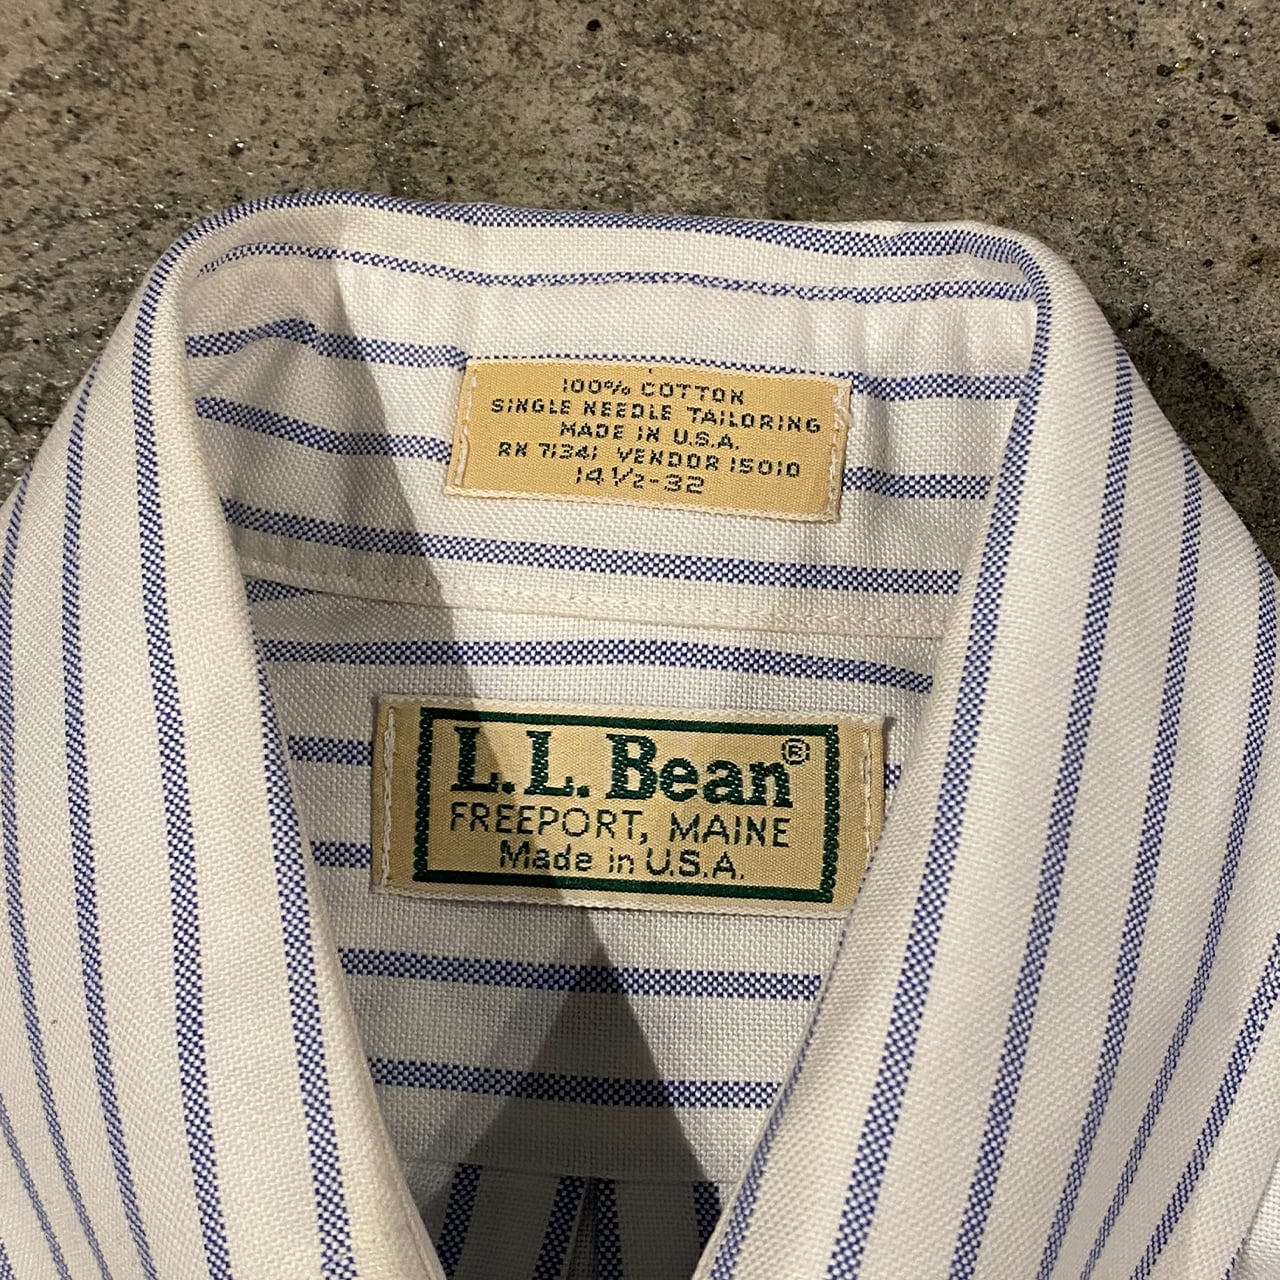 100% COTTON
SINGLE NEEDLE TAILORING
MADE IN U.S.A.
RN 71341 VENDOR 15010
14 1/2-32
L.L.Bean®
FREEPORT, MAINE
Made in U.S.A.